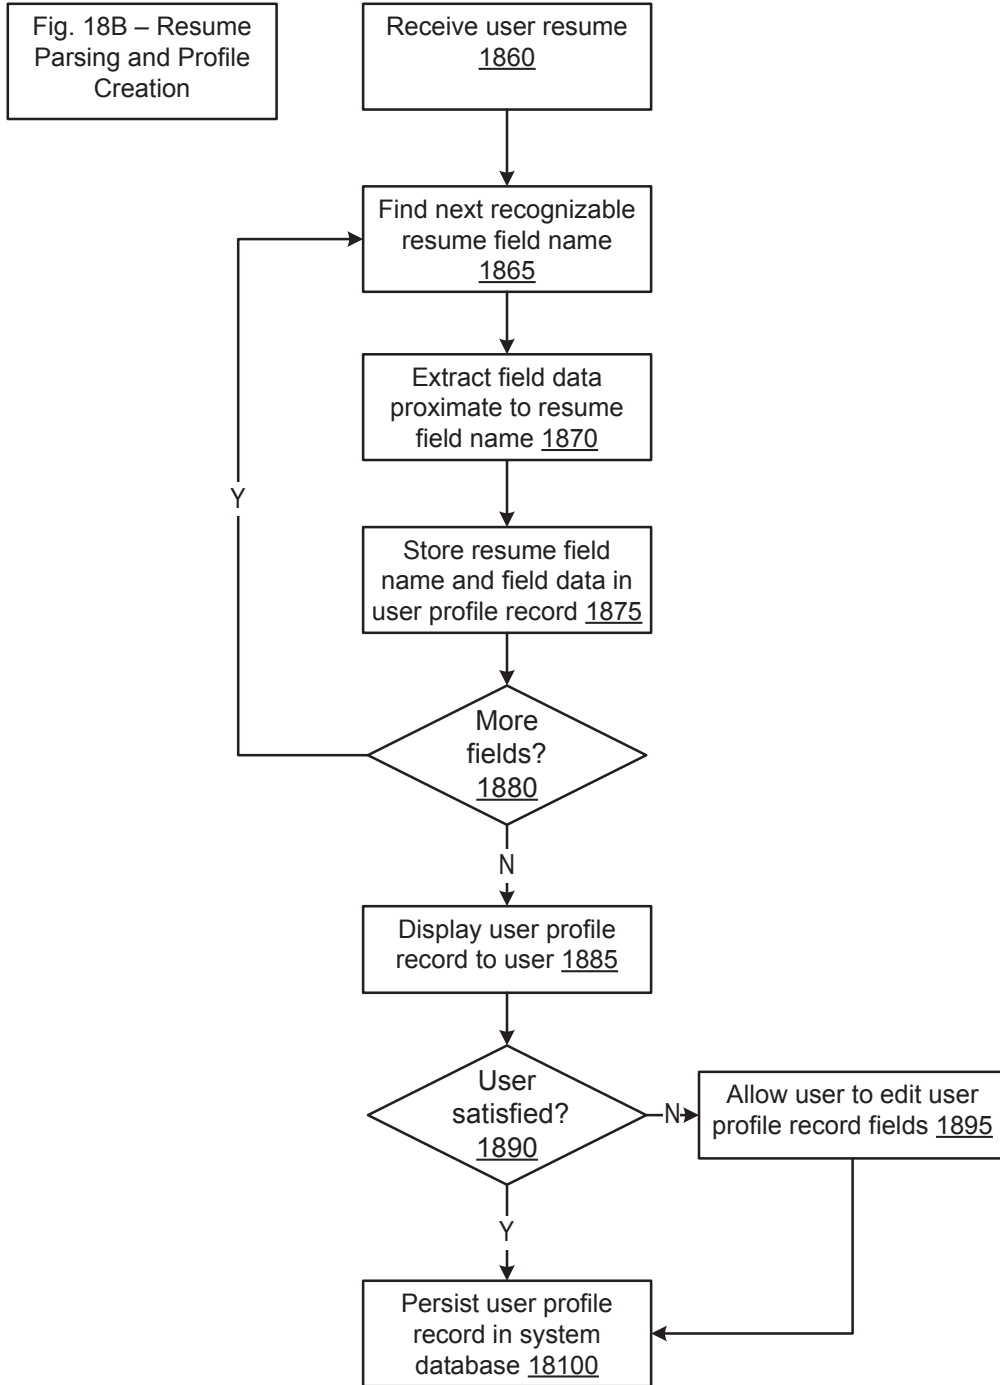 Fig. 18B – Resume
Parsing and Profile
Creation
Receive user resume
1860
Find next recognizable
resume field name
1865
Extract field data
proximate to resume
field name 1870
Y
Store resume field
name and field data in
user profile record 1875
More
fields?
1880
N
Display user profile
record to user 1885
User
satisfied?
1890
N
Allow user to edit user
profile record fields 1895
Y
Persist user profile
record in system
database 18100